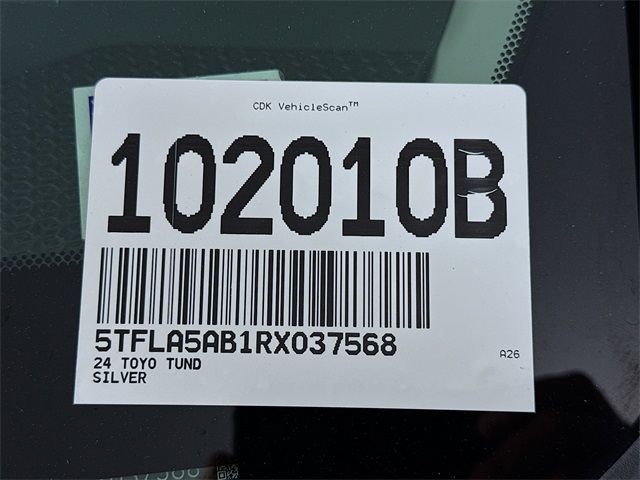 CDK VehicleScan™
102010B
5TFLA5AB1RX037568
24 TOYO TUND
SILVER
A26